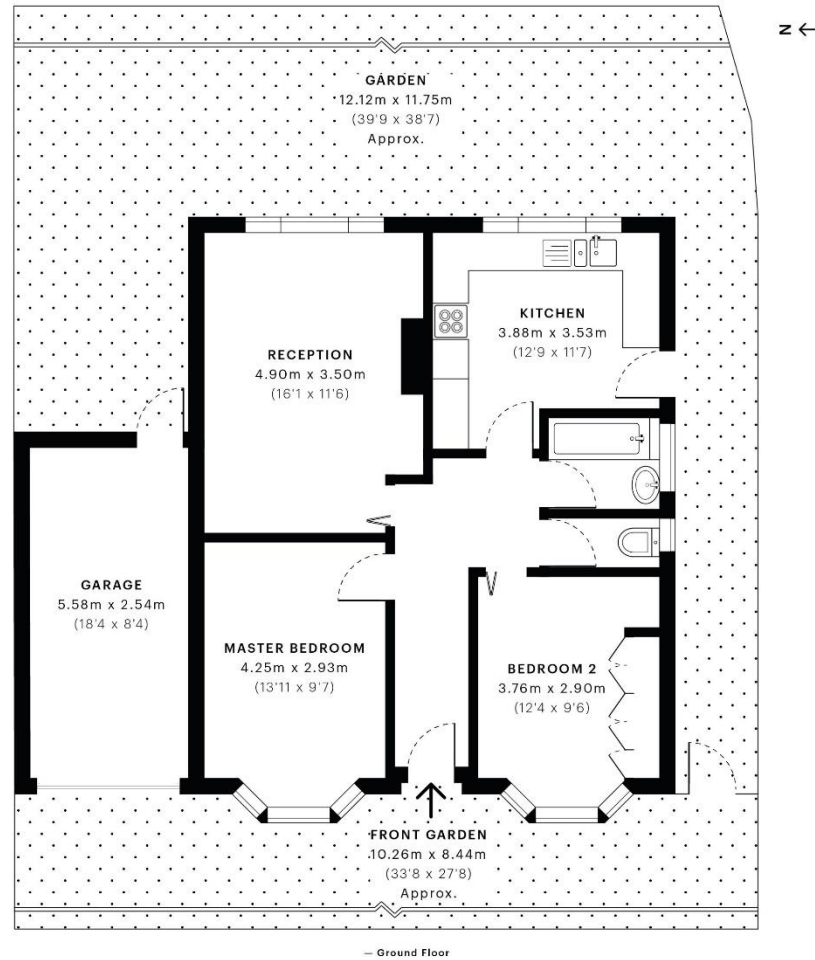 N
GARDEN
12.12m x 11.75m
(39'9 x 38'7)
Approx.
RECEPTION
4.90m x 3.50m
(16'1 x 11'6)
KITCHEN
3.88m x 3.53m
(12'9 x 11'7)
GARAGE
5.58m x 2.54m
(18'4 x 8'4)
MASTER BEDROOM
4.25m x 2.93m
(13'11 x 9'7)
BEDROOM 2
3.76m x 2.90m
(12'4 x 9'6)
FRONT GARDEN
10.26m x 8.44m
(33'8 x 27'8)
Approx.
— Ground Floor